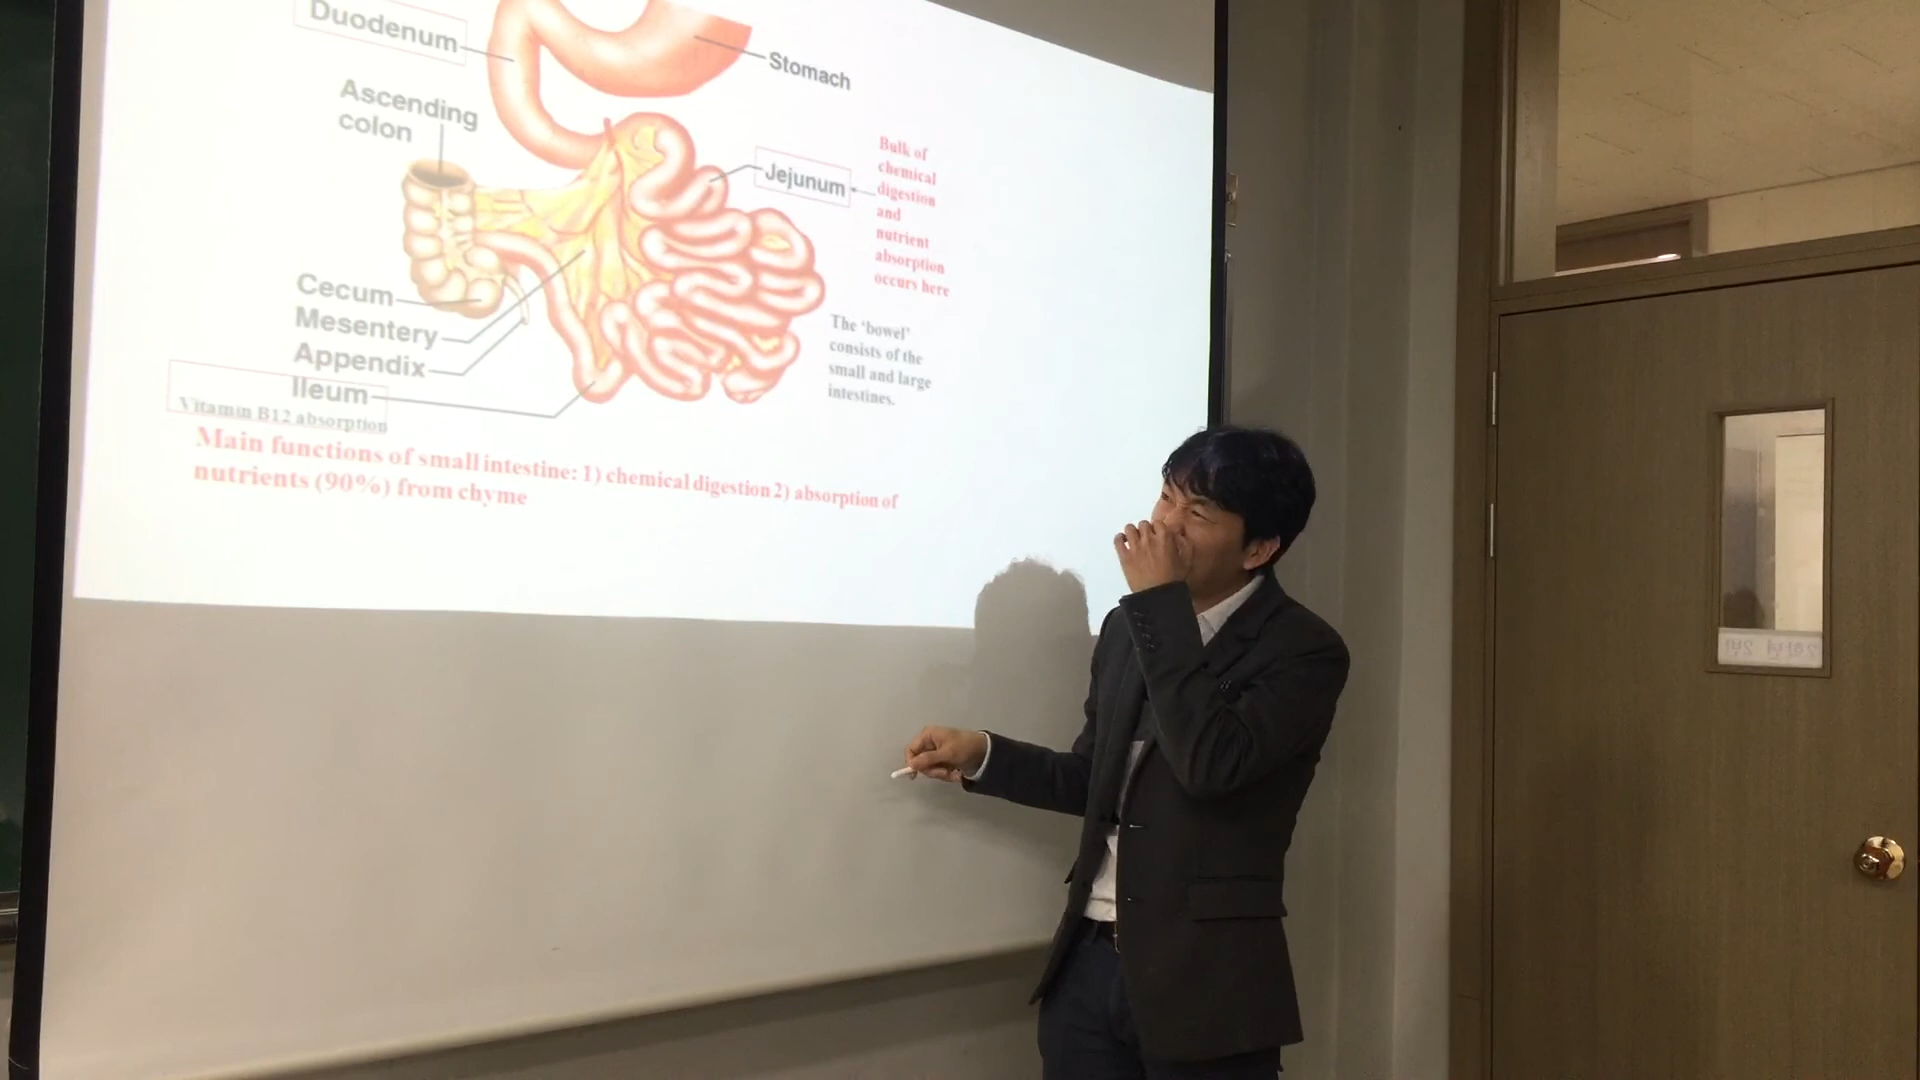 Duodenum
Stomach
Ascending
colon
Bulk of
chemical
digestion
and
nutrient
absorption
occurs here
Jejunum
Cecum
Mesentery
Appendix
Ileum
Vitamin B12 absorption
The ‘bowel’
consists of the
small and large
intestines.
Main functions of small intestine: 1) chemical digestion 2) absorption of
nutrients (90%) from chyme